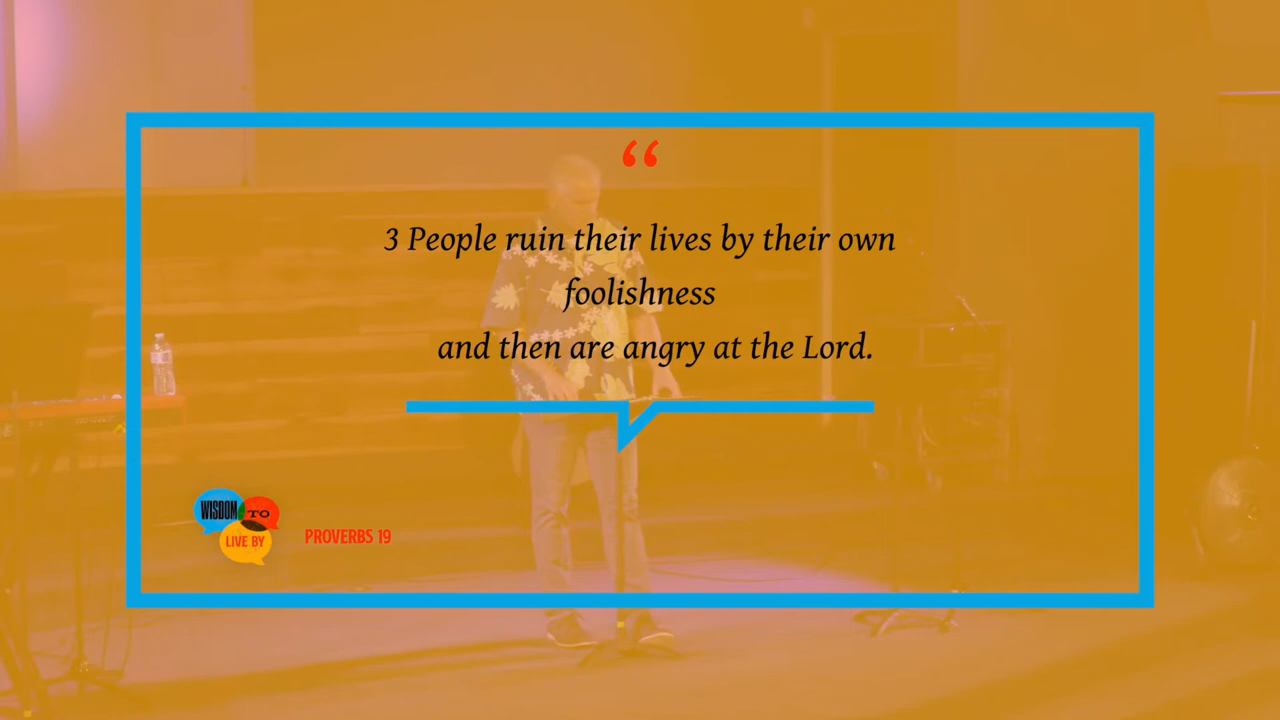 “
3 People ruin their lives by their own
foolishness
and then are angry at the Lord.
WISDOM TO
LIVE BY
PROVERBS 19